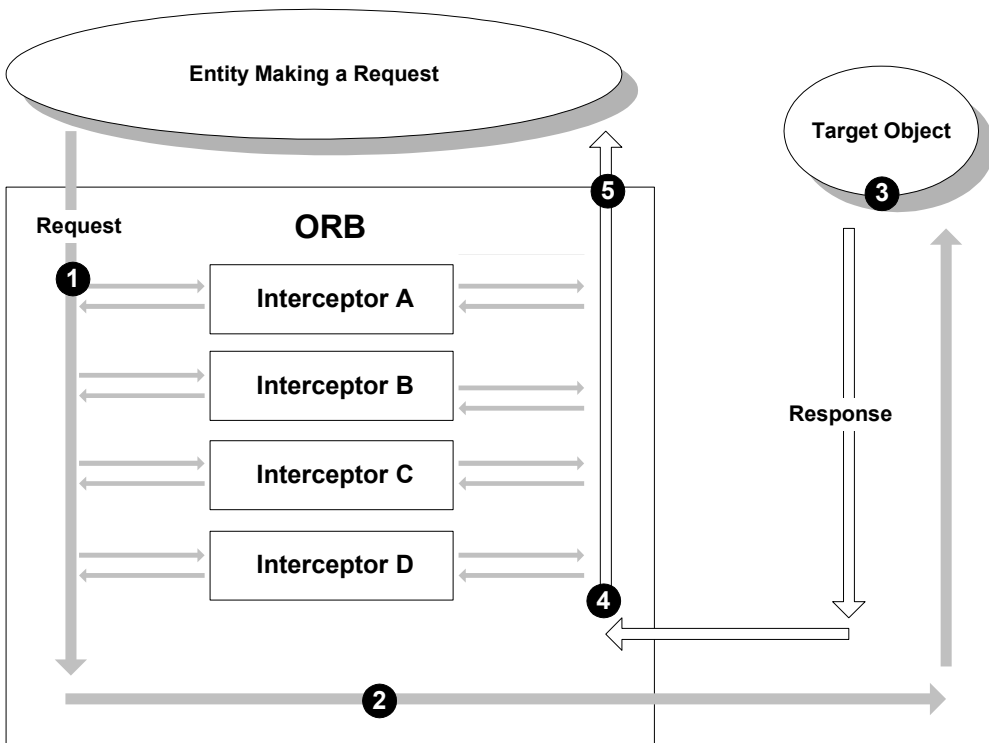 Entity Making a Request
Target Object
3
5
Request
ORB
1
Interceptor A
Interceptor B
Response
Interceptor C
Interceptor D
4
2